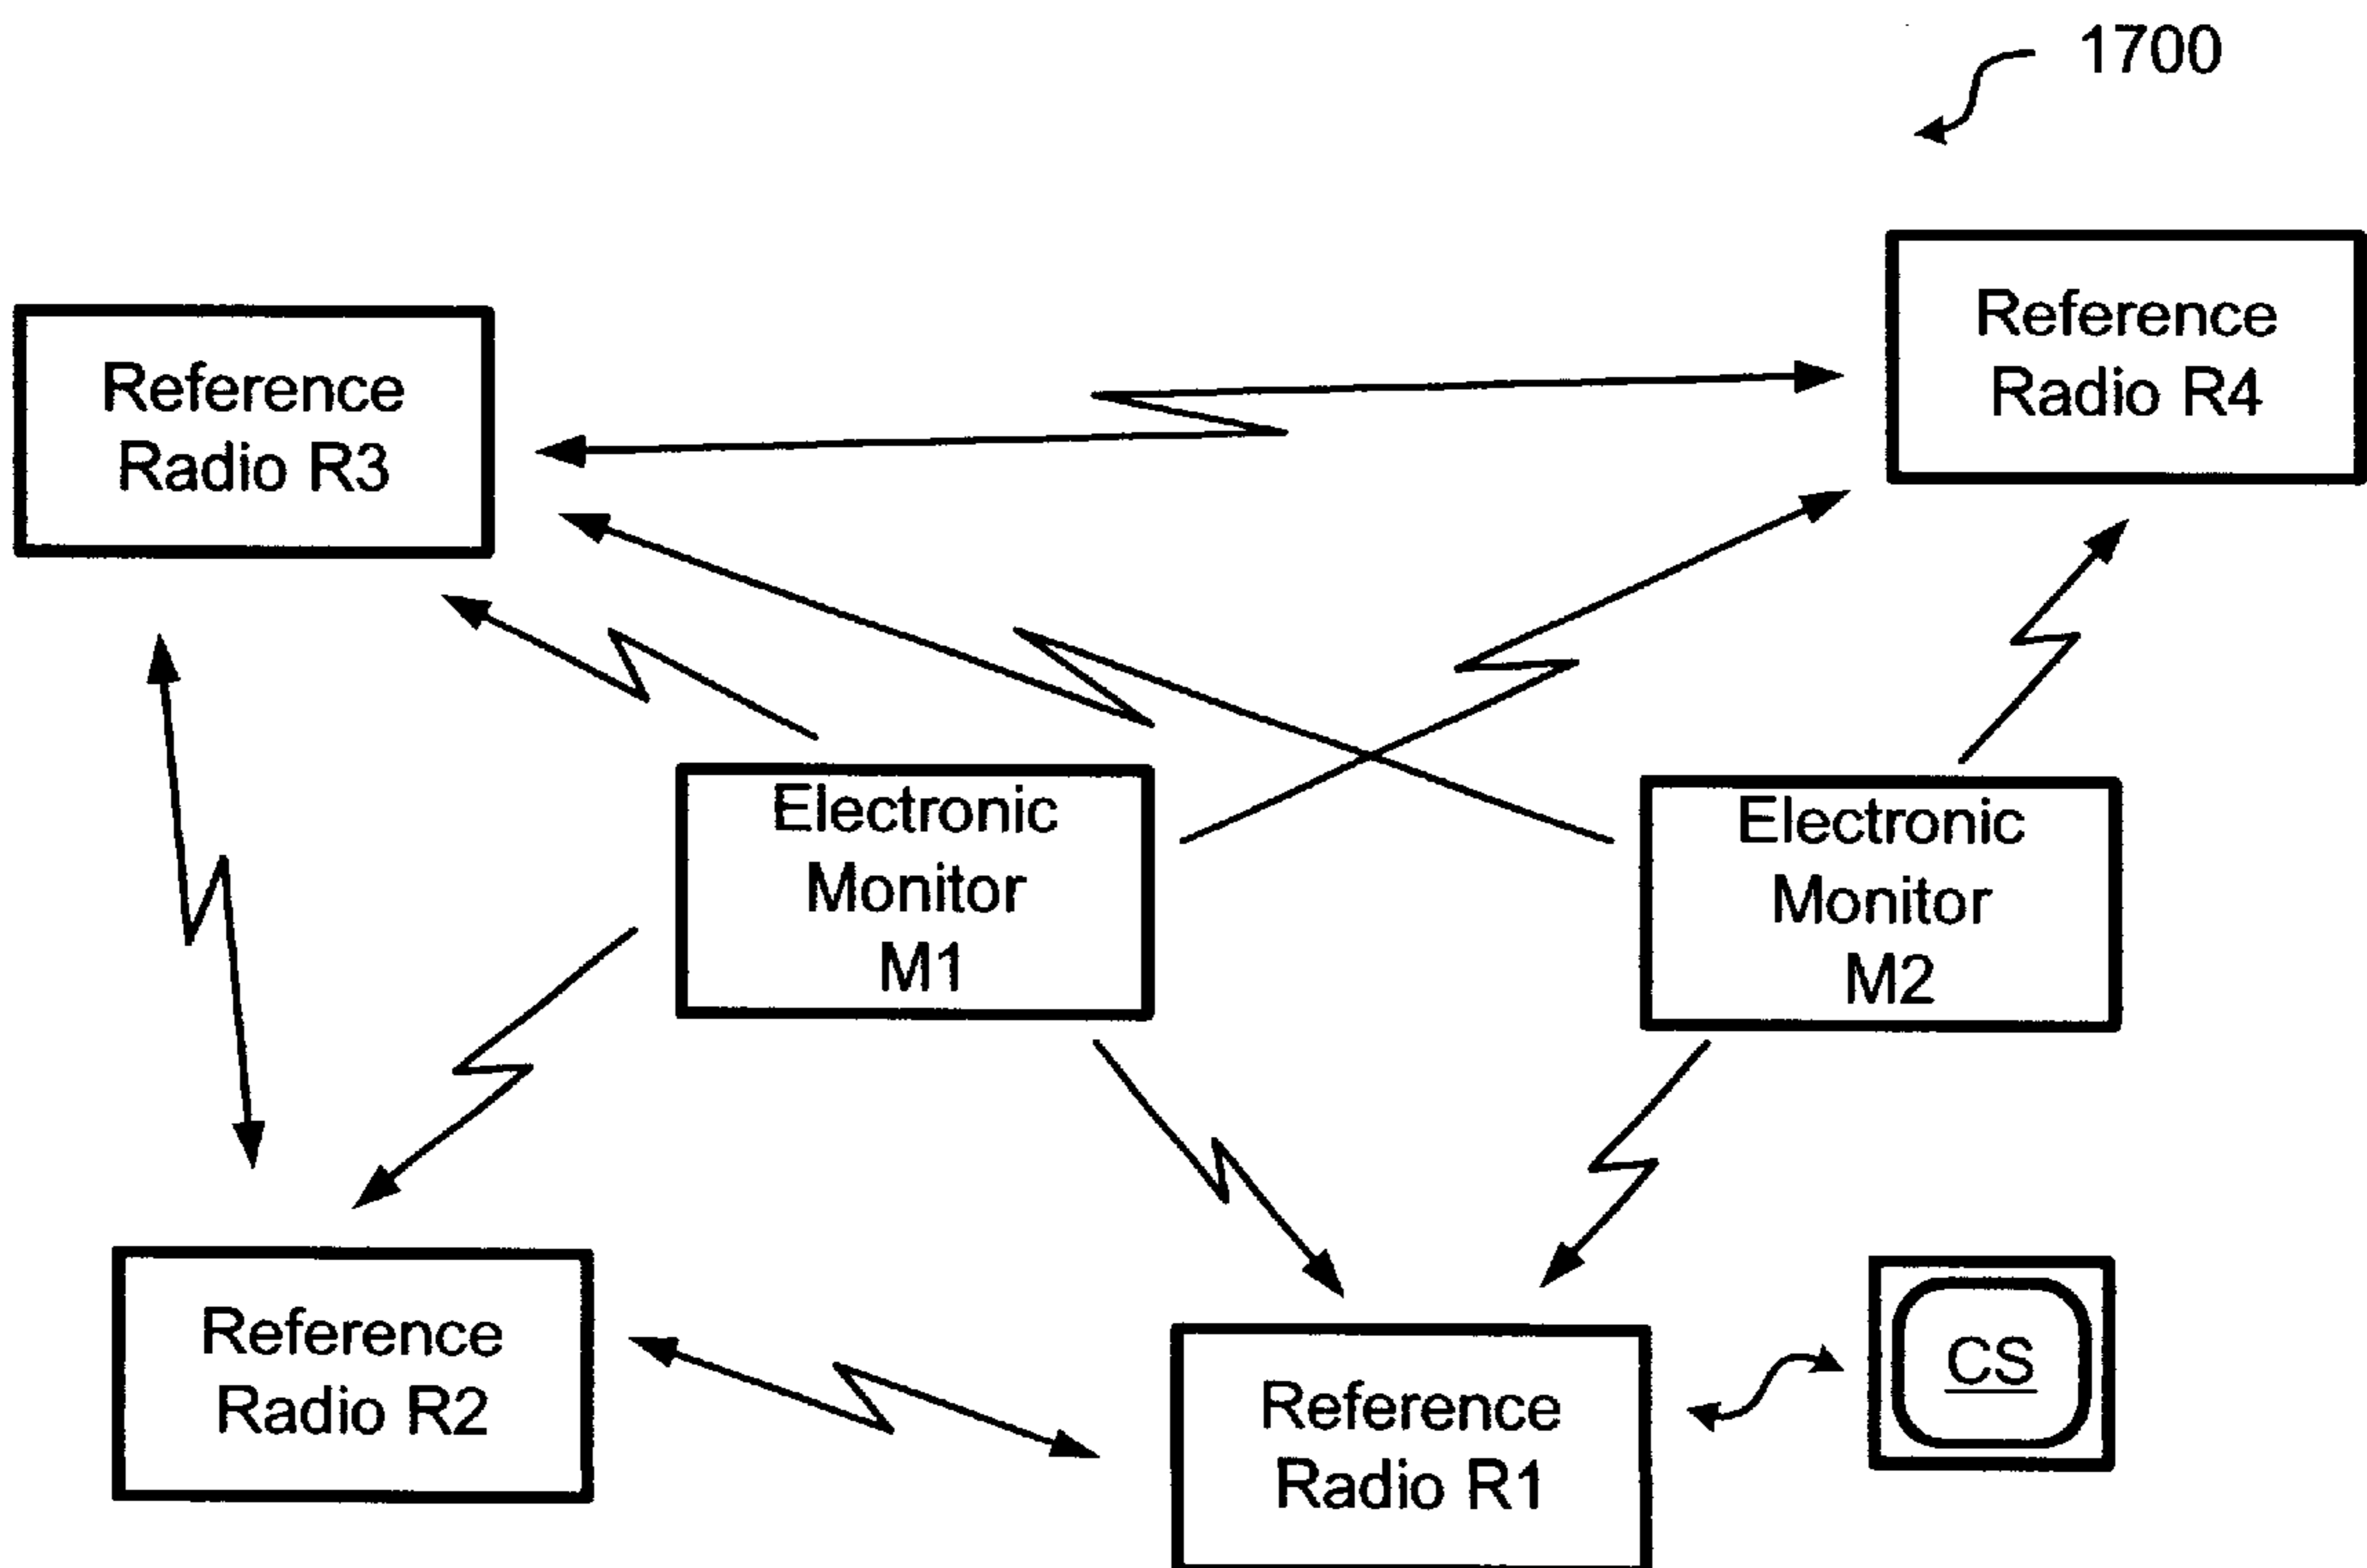 1700
Reference
Radio R4
Reference
Radio R3
Electronic
Monitor
M1
Electronic
Monitor
M2
Reference
Radio R2
Reference
Radio R1
CS